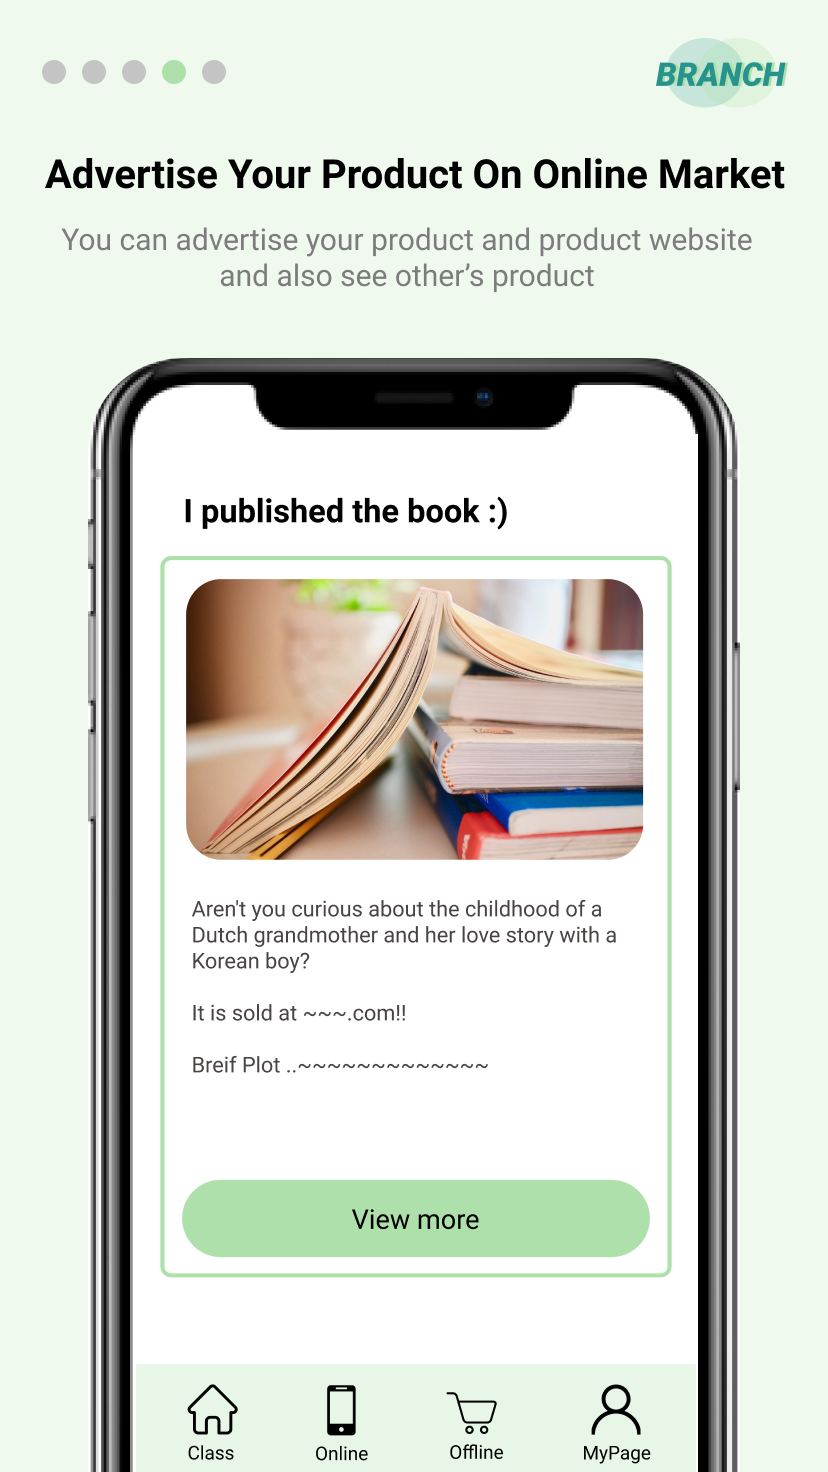 BRANCH
Advertise Your Product On Online Market
You can advertise your product and product website
and also see other’s product
I published the book :)
Aren't you curious about the childhood of a
Dutch grandmother and her love story with a
Korean boy?
It is sold at ~~~.com!!
Breif Plot ..~~~~~~~~~~~~~
View more
Class
Online
Offline
MyPage